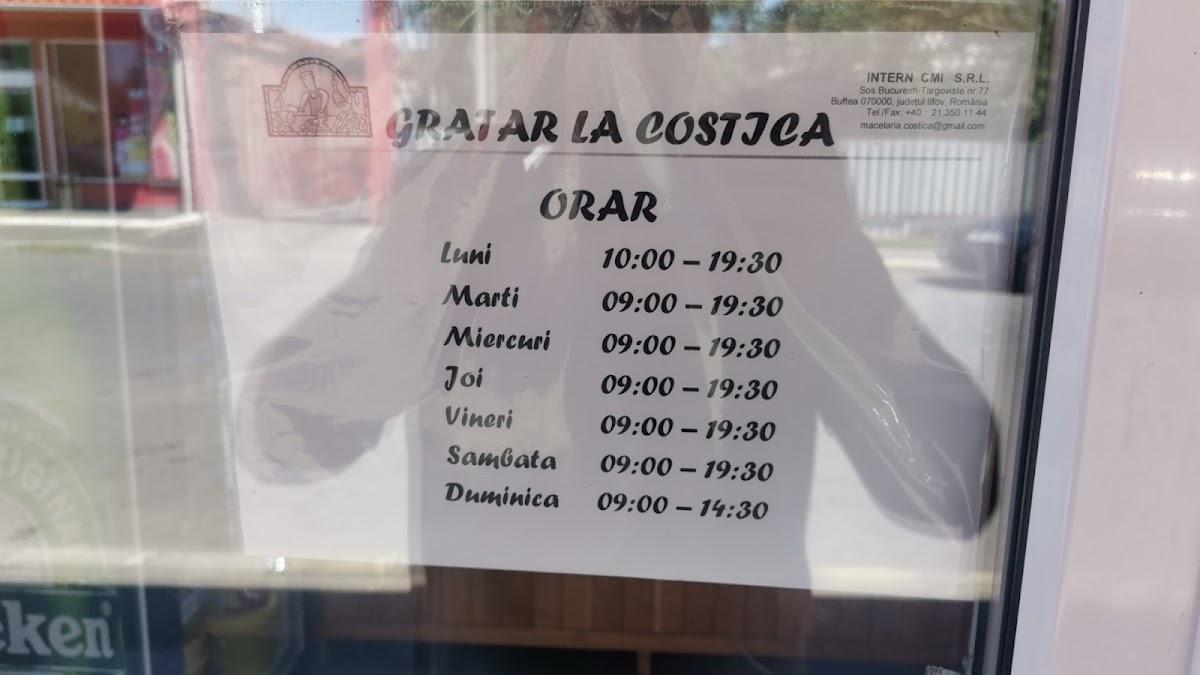 INTERN CMI S.R.L.
Sos.Bucuresti-Targoviste nr.77
Buftea 070000, județul Ilfov, România
Tel./Fax: +40 21.350.11.44
macelaria.costica@gmail.com
GRATAR LA COSTICA
ORAR
Luni 10:00 – 19:30
Marti 09:00 – 19:30
Miercuri 09:00 – 19:30
Joi 09:00 – 19:30
Vineri 09:00 – 19:30
Sambata 09:00 – 19:30
Duminica 09:00 – 14:30
RIGINA
eken